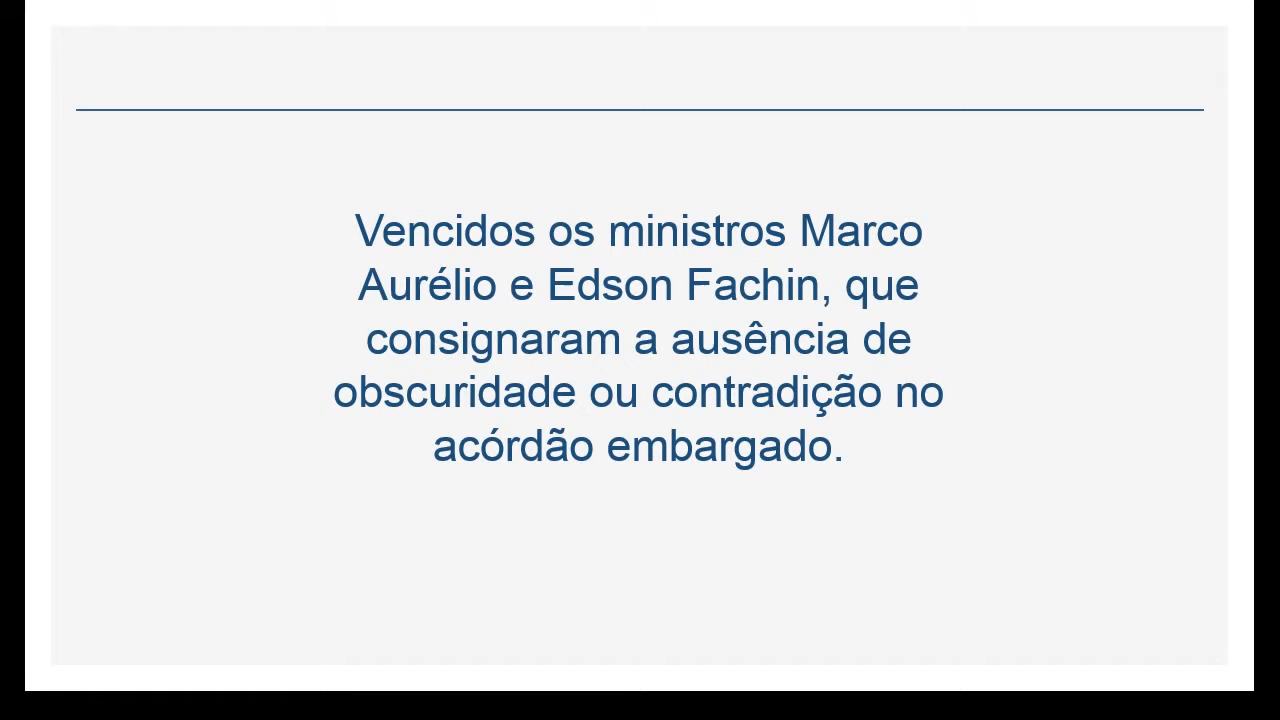 Vencidos os ministros Marco
Aurélio e Edson Fachin, que
consignaram a ausência de
obscuridade ou contradição no
acórdão embargado.